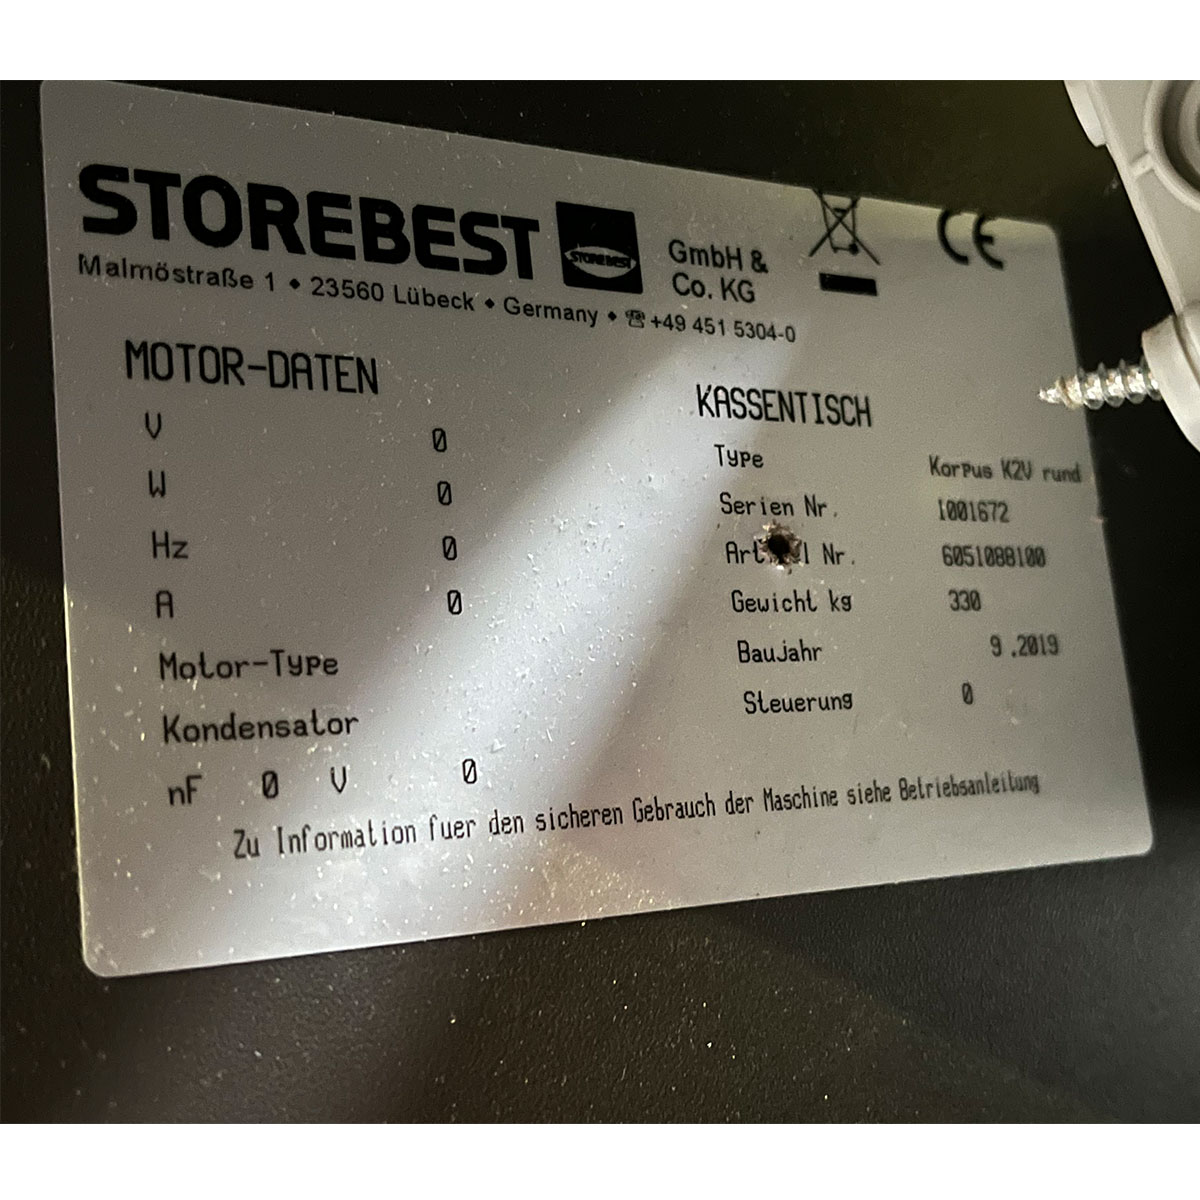 STOREBEST STOREBEST GmbH &
Co. KG
CE
Malmöstraße 1 • 23560 Lübeck • Germany • ☎ +49 451 5304-0
MOTOR-DATEN
V 0
W 0
Hz 0
A 0
Motor-Type
Kondensator
nF 0 V 0
KASSENTISCH
Type Korpus K2V rund
Serien Nr. 1001672
Nr. 6051088100
Gewicht kg 330
Baujahr 9 .2019
Steuerung 0
Zu Information fuer den sicheren Gebrauch der Maschine siehe Betriebsanleitung